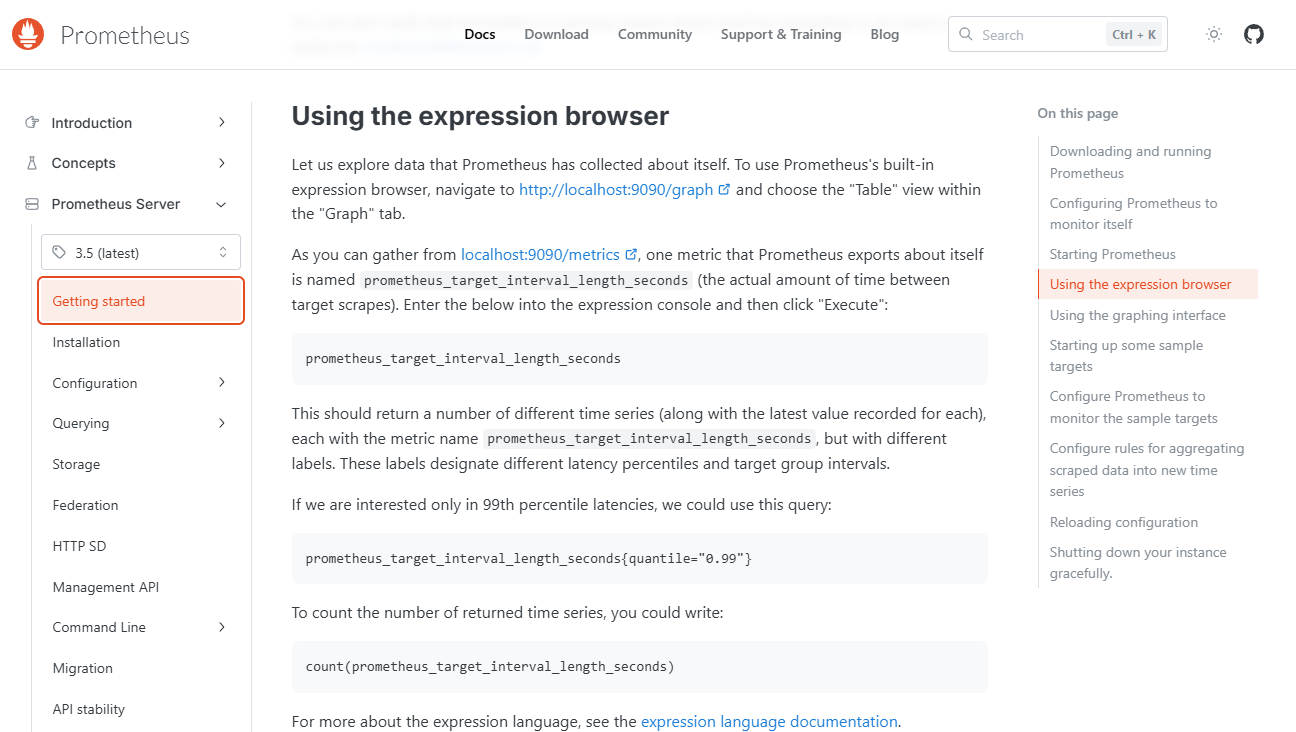 Prometheus
Docs
Download
Community
Support & Training
Blog
Search
Ctrl + K
Introduction
Concepts
Prometheus Server
3.5 (latest)
Getting started
Installation
Configuration
Querying
Storage
Federation
HTTP SD
Management API
Command Line
Migration
API stability
Using the expression browser
Let us explore data that Prometheus has collected about itself. To use Prometheus's built-in
expression browser, navigate to http://localhost:9090/graph and choose the "Table" view within
the "Graph" tab.
As you can gather from localhost:9090/metrics, one metric that Prometheus exports about itself
is named prometheus_target_interval_length_seconds (the actual amount of time between
target scrapes). Enter the below into the expression console and then click "Execute":
prometheus_target_interval_length_seconds
This should return a number of different time series (along with the latest value recorded for each),
each with the metric name prometheus_target_interval_length_seconds, but with different
labels. These labels designate different latency percentiles and target group intervals.
If we are interested only in 99th percentile latencies, we could use this query:
prometheus_target_interval_length_seconds{quantile="0.99"}
To count the number of returned time series, you could write:
count(prometheus_target_interval_length_seconds)
For more about the expression language, see the expression language documentation.
On this page
Downloading and running
Prometheus
Configuring Prometheus to
monitor itself
Starting Prometheus
Using the expression browser
Using the graphing interface
Starting up some sample
targets
Configure Prometheus to
monitor the sample targets
Configure rules for aggregating
scraped data into new time
series
Reloading configuration
Shutting down your instance
gracefully.